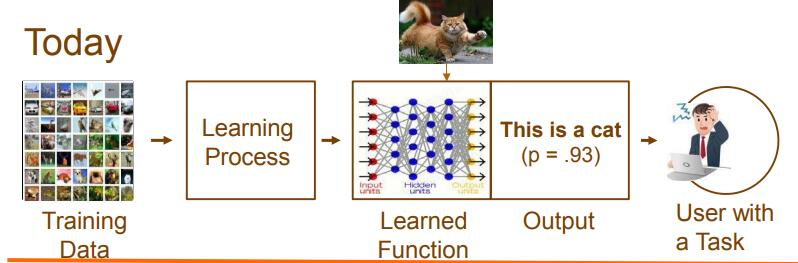 Today
Learning
Process
Input
units
Hidden
units
Output
units
This is a cat
(p = .93)
Training
Data
Learned
Function
Output
User with
a Task